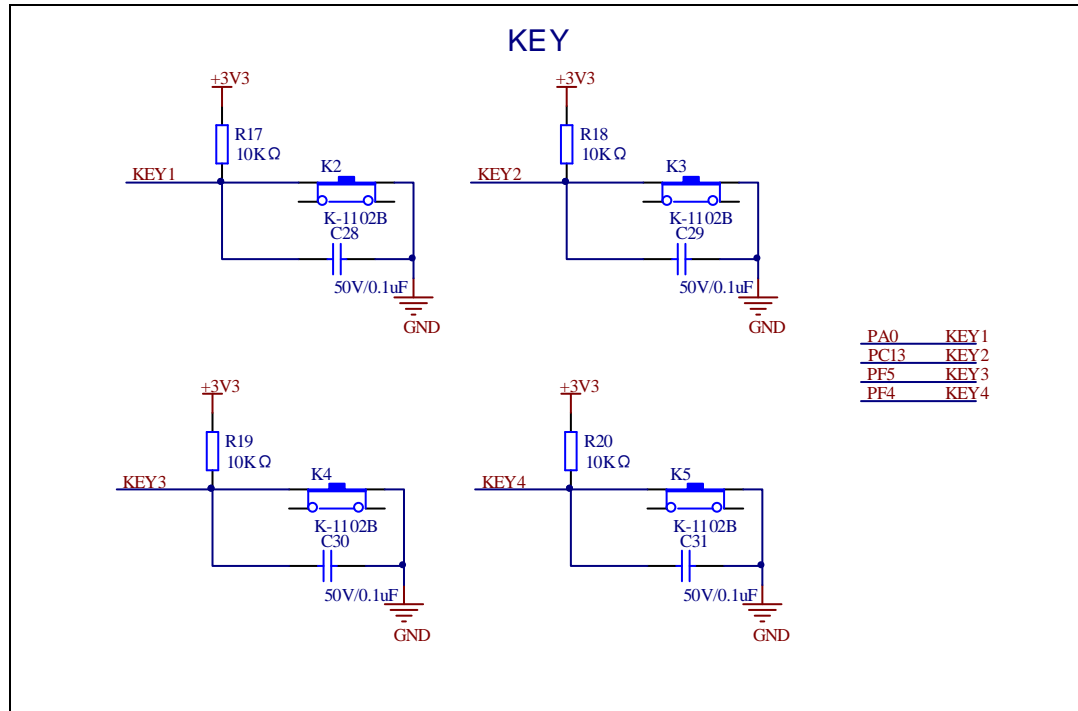 KEY
+3V3
R17
10KΩ
KEY1
K2
K-1102B
C28
50V/0.1uF
GND
+3V3
R18
10KΩ
KEY2
K3
K-1102B
C29
50V/0.1uF
GND
PA0 KEY1
PC13 KEY2
PF5 KEY3
PF4 KEY4
+3V3
R19
10KΩ
KEY3
K4
K-1102B
C30
50V/0.1uF
GND
+3V3
R20
10KΩ
KEY4
K5
K-1102B
C31
50V/0.1uF
GND